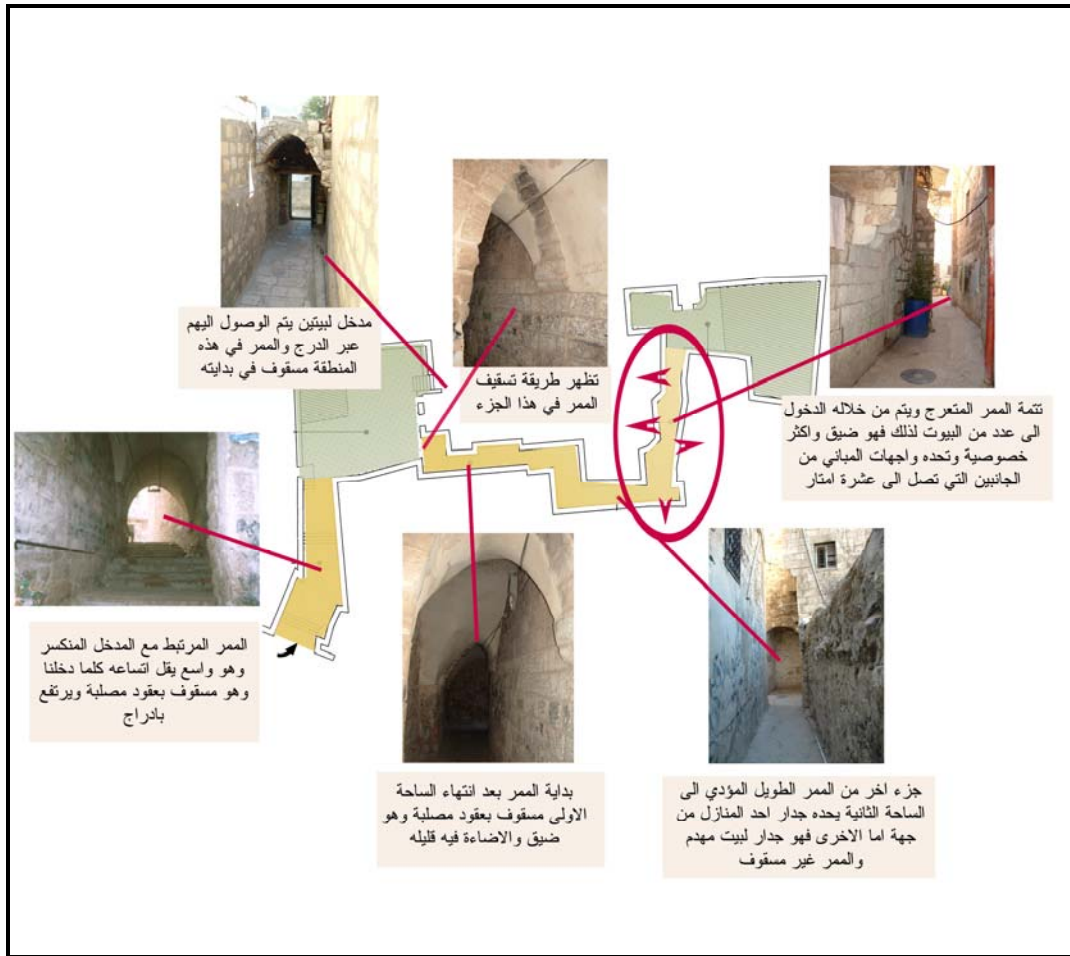 مدخل لبيتين يتم الوصول اليهم
عبر الدرج والممر في هذه
المنطقة مسقوف في بدايته
تظهر طريقة تسقيف
الممر في هذا الجزء
تتمة الممر المتعرج ويتم من خلاله الدخول
الى عدد من البيوت لذلك فهو ضيق واكثر
خصوصية وتحده واجهات المباني من
الجانبين التي تصل الى عشرة امتار
الممر المرتبط مع المدخل المنكسر
وهو واسع يقل اتساعه كلما دخلنا
وهو مسقوف بعقود مصلبة ويرتفع
بادراج
بداية الممر بعد انتهاء الساحة
الاولى مسقوف بعقود مصلبة وهو
ضيق والاضاءة فيه قليله
جزء اخر من الممر الطويل المؤدي الى
الساحة الثانية يحده جدار احد المنازل من
جهة اما الاخرى فهو جدار لبيت مهدم
والممر غير مسقوف